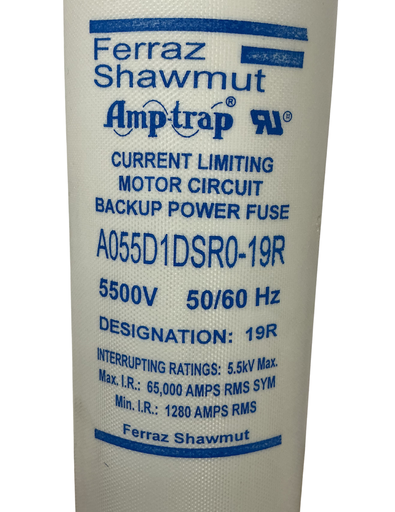 Ferraz
Shawmut
Amp-trap®
CURRENT LIMITING
MOTOR CIRCUIT
BACKUP POWER FUSE
A055D1DSR0-19R
5500V 50/60 Hz
DESIGNATION: 19R
INTERRUPTING RATINGS: 5.5kV Max.
Max. I.R.: 65,000 AMPS RMS SYM
Min. I.R.: 1280 AMPS RMS
Ferraz Shawmut